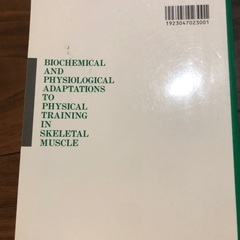 1923047023001
BIOCHEMICAL
AND
PHYSIOLOGICAL
ADAPTATIONS
TO
PHYSICAL
TRAINING
IN
SKELETAL
MUSCLE